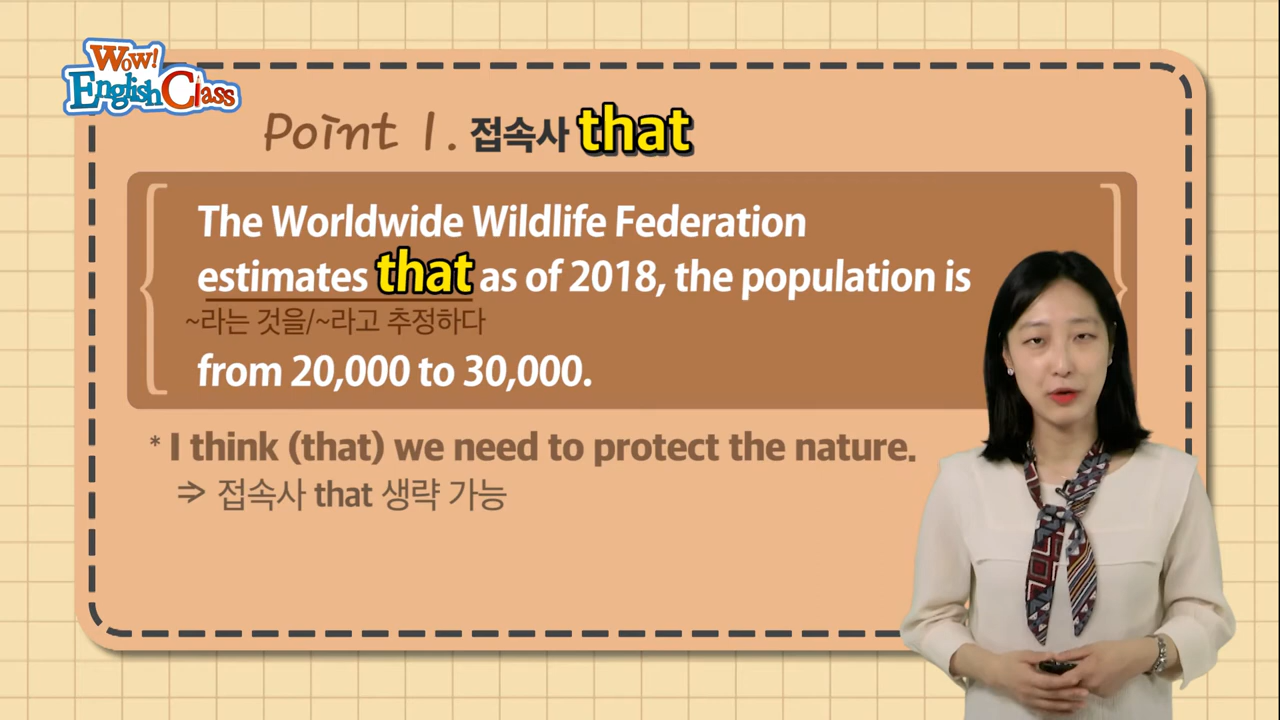 Wow!
English Class
Point 1. 접속사 that
The Worldwide Wildlife Federation
estimates that as of 2018, the population is
~라는 것을/~라고 추정하다
from 20,000 to 30,000.
* I think (that) we need to protect the nature.
⇒ 접속사 that 생략 가능